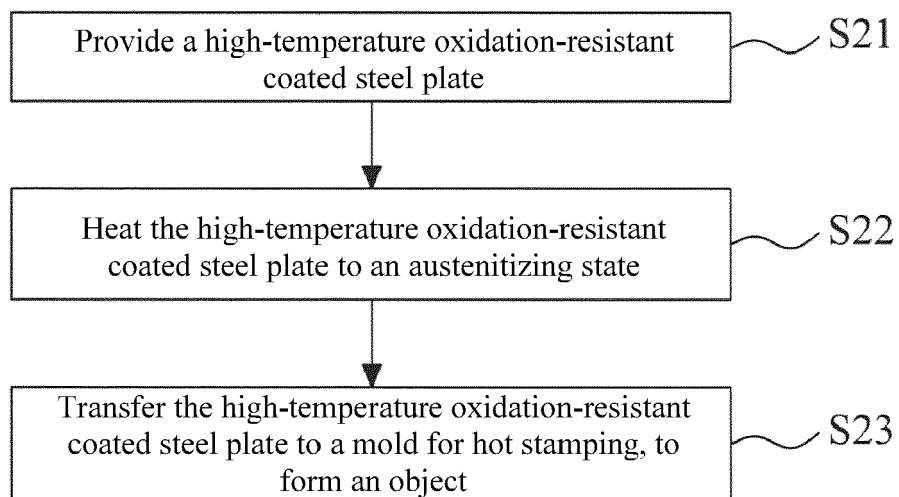 Provide a high-temperature oxidation-resistant
coated steel plate
S21
Heat the high-temperature oxidation-resistant
coated steel plate to an austenitizing state
S22
Transfer the high-temperature oxidation-resistant
coated steel plate to a mold for hot stamping, to
form an object
S23